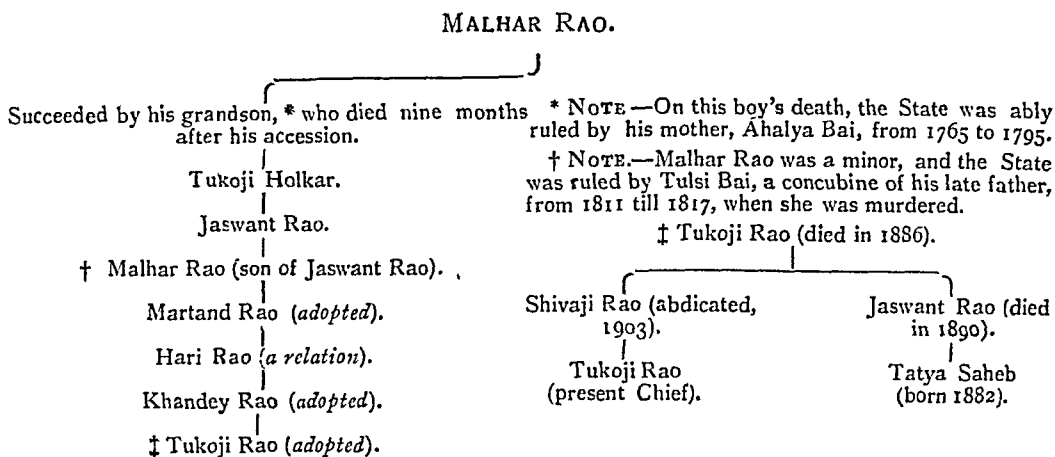 MALHAR RAO.
Succeeded by his grandson, * who died nine months
after his accession.
Tukoji Holkar.
Jaswant Rao.
† Malhar Rao (son of Jaswant Rao).
Martand Rao (adopted).
Hari Rao (a relation).
Khandey Rao (adopted).
‡ Tukoji Rao (adopted).
* NOTE—On this boy's death, the State was ably
ruled by his mother, Ahalya Bai, from 1765 to 1795.
† NOTE.—Malhar Rao was a minor, and the State
was ruled by Tulsi Bai, a concubine of his late father,
from 1811 till 1817, when she was murdered.
‡ Tukoji Rao (died in 1886).
Shivaji Rao (abdicated,
1903).
Tukoji Rao
(present Chief).
Jaswant Rao (died
in 1890).
Tatya Saheb
(born 1882).